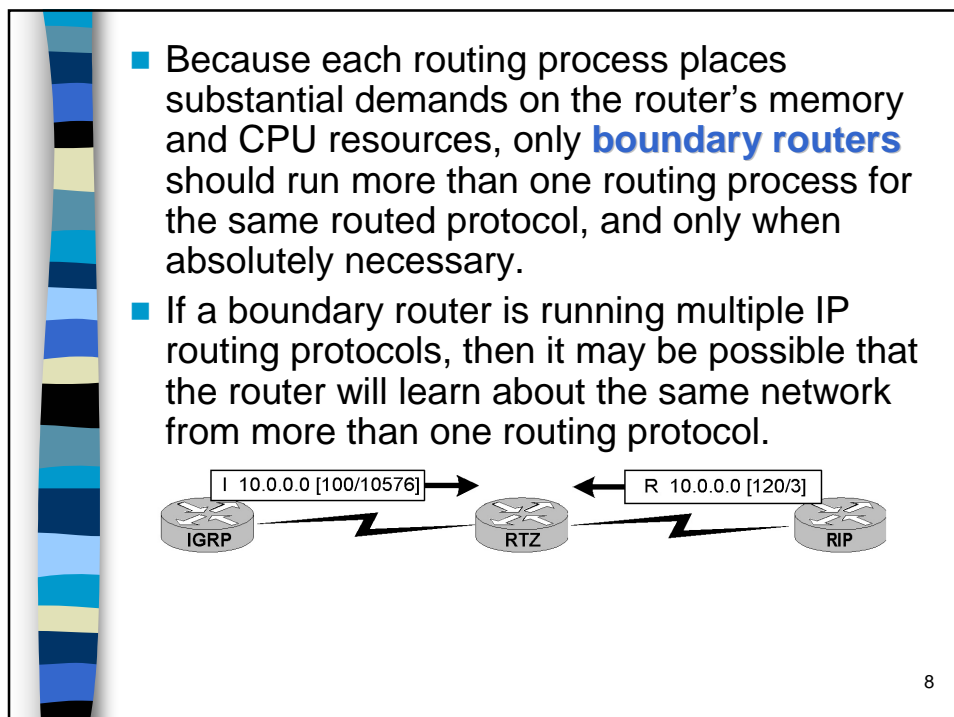 Because each routing process places
substantial demands on the router’s memory
and CPU resources, only boundary routers
should run more than one routing process for
the same routed protocol, and only when
absolutely necessary.
If a boundary router is running multiple IP
routing protocols, then it may be possible that
the router will learn about the same network
from more than one routing protocol.
I 10.0.0.0 [100/10576]
R 10.0.0.0 [120/3]
IGRP
RTZ
RIP
8